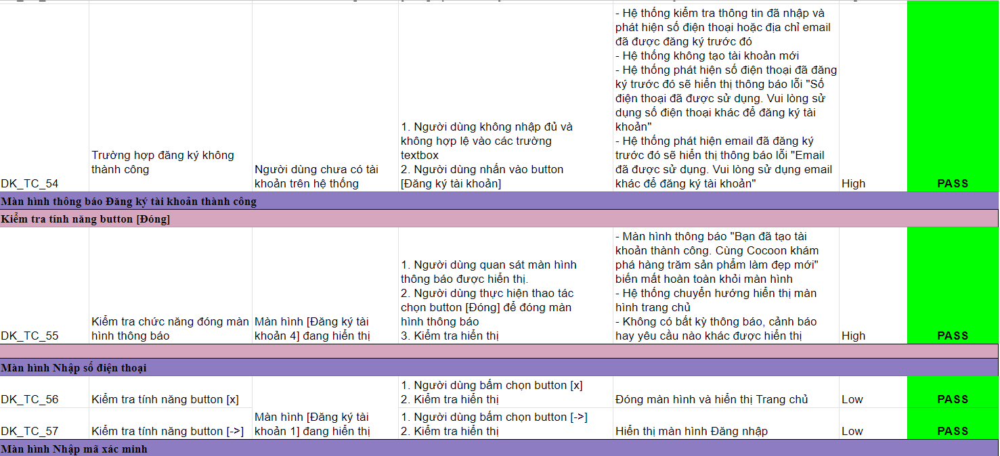 - Hệ thống kiểm tra thông tin đã nhập và
phát hiện số điện thoại hoặc địa chỉ email
đã được đăng ký trước đó
- Hệ thống không tạo tài khoản mới
- Hệ thống phát hiện số điện thoại đã đăng
ký trước đó sẽ hiển thị thông báo lỗi "Số
điện thoại đã được sử dụng. Vui lòng sử
dụng số điện thoại khác để đăng ký tài
khoản"
- Hệ thống phát hiện email đã đăng ký
trước đó sẽ hiển thị thông báo lỗi "Email
đã được sử dụng. Vui lòng sử dụng email
khác để đăng ký tài khoản"
1. Người dùng không nhập đủ và
không hợp lệ vào các trường
textbox
2. Người dùng nhấn vào button
[Đăng ký tài khoản]
Trường hợp đăng ký không
thành công
Người dùng chưa có tài
khoản trên hệ thống
DK_TC_54
High
PASS
Màn hình thông báo Đăng ký tài khoản thành công
Kiểm tra tính năng button [Đóng]
DK_TC_55
Kiểm tra chức năng đóng màn
hình thông báo
Màn hình [Đăng ký tài
khoản 4] đang hiển thị
1. Người dùng quan sát màn hình
thông báo được hiển thị.
2. Người dùng thực hiện thao tác
chọn button [Đóng] để đóng màn
hình thông báo
3. Kiểm tra hiển thị
- Màn hình thông báo "Bạn đã tạo tài
khoản thành công. Cùng Cocoon khám
phá hàng trăm sản phẩm làm đẹp mới"
biến mất hoàn toàn khỏi màn hình
- Hệ thống chuyển hướng hiển thị màn
hình trang chủ
- Không có bất kỳ thông báo, cảnh báo
hay yêu cầu nào khác được hiển thị
High
PASS
Màn hình Nhập số điện thoại
DK_TC_56
Kiểm tra tính năng button [x]
1. Người dùng bấm chọn button [x]
2. Kiểm tra hiển thị
Đóng màn hình và hiển thị Trang chủ
Low
PASS
Màn hình [Đăng ký tài
khoản 1] đang hiển thị
DK_TC_57
Kiểm tra tính năng button [->]
1. Người dùng bấm chọn button [->]
2. Kiểm tra hiển thị
Hiển thị màn hình Đăng nhập
Low
PASS
Màn hình Nhập mã xác minh